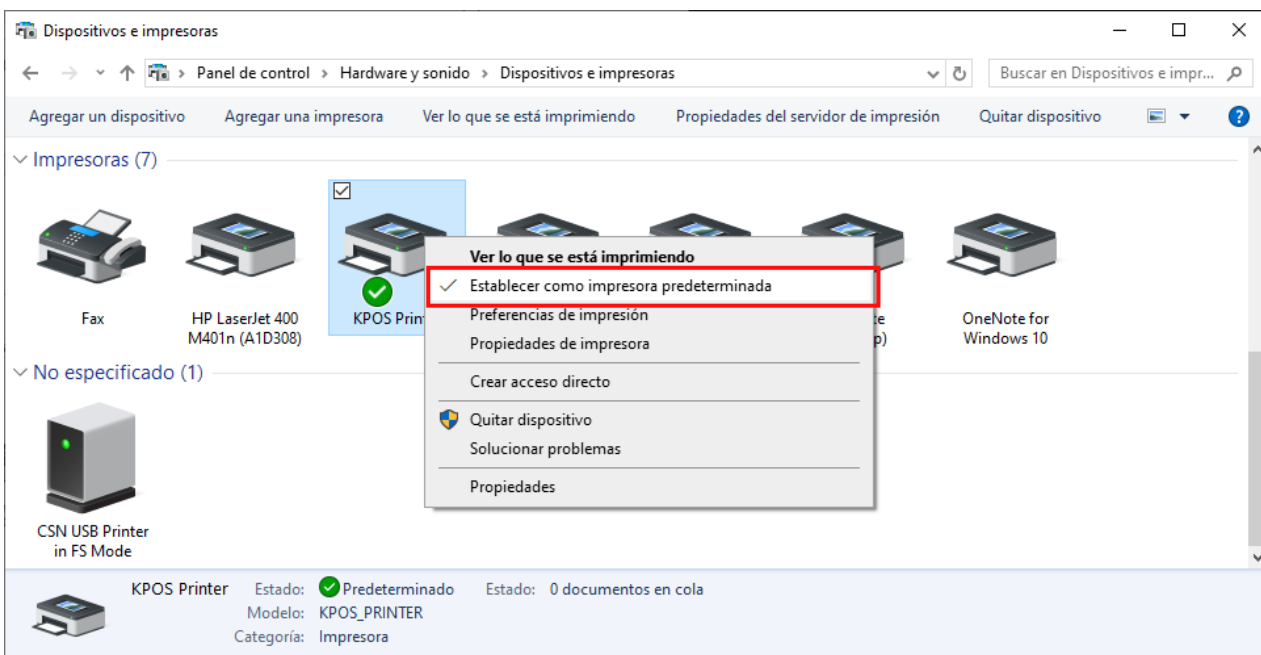 Dispositivos e impresoras
Panel de control > Hardware y sonido > Dispositivos e impresoras
Buscar en Dispositivos e impr...
Agregar un dispositivo Agregar una impresora Ver lo que se está imprimiendo Propiedades del servidor de impresión Quitar dispositivo
Impresoras (7)
Fax
HP LaserJet 400
M401n (A1D308)
KPOS Prin
OneNote for
Windows 10
Ver lo que se está imprimiendo
Establecer como impresora predeterminada
Preferencias de impresión
Propiedades de impresora
Crear acceso directo
Quitar dispositivo
Solucionar problemas
Propiedades
No especificado (1)
CSN USB Printer
in FS Mode
KPOS Printer Estado: Predeterminado Estado: 0 documentos en cola
Modelo: KPOS_PRINTER
Categoría: Impresora